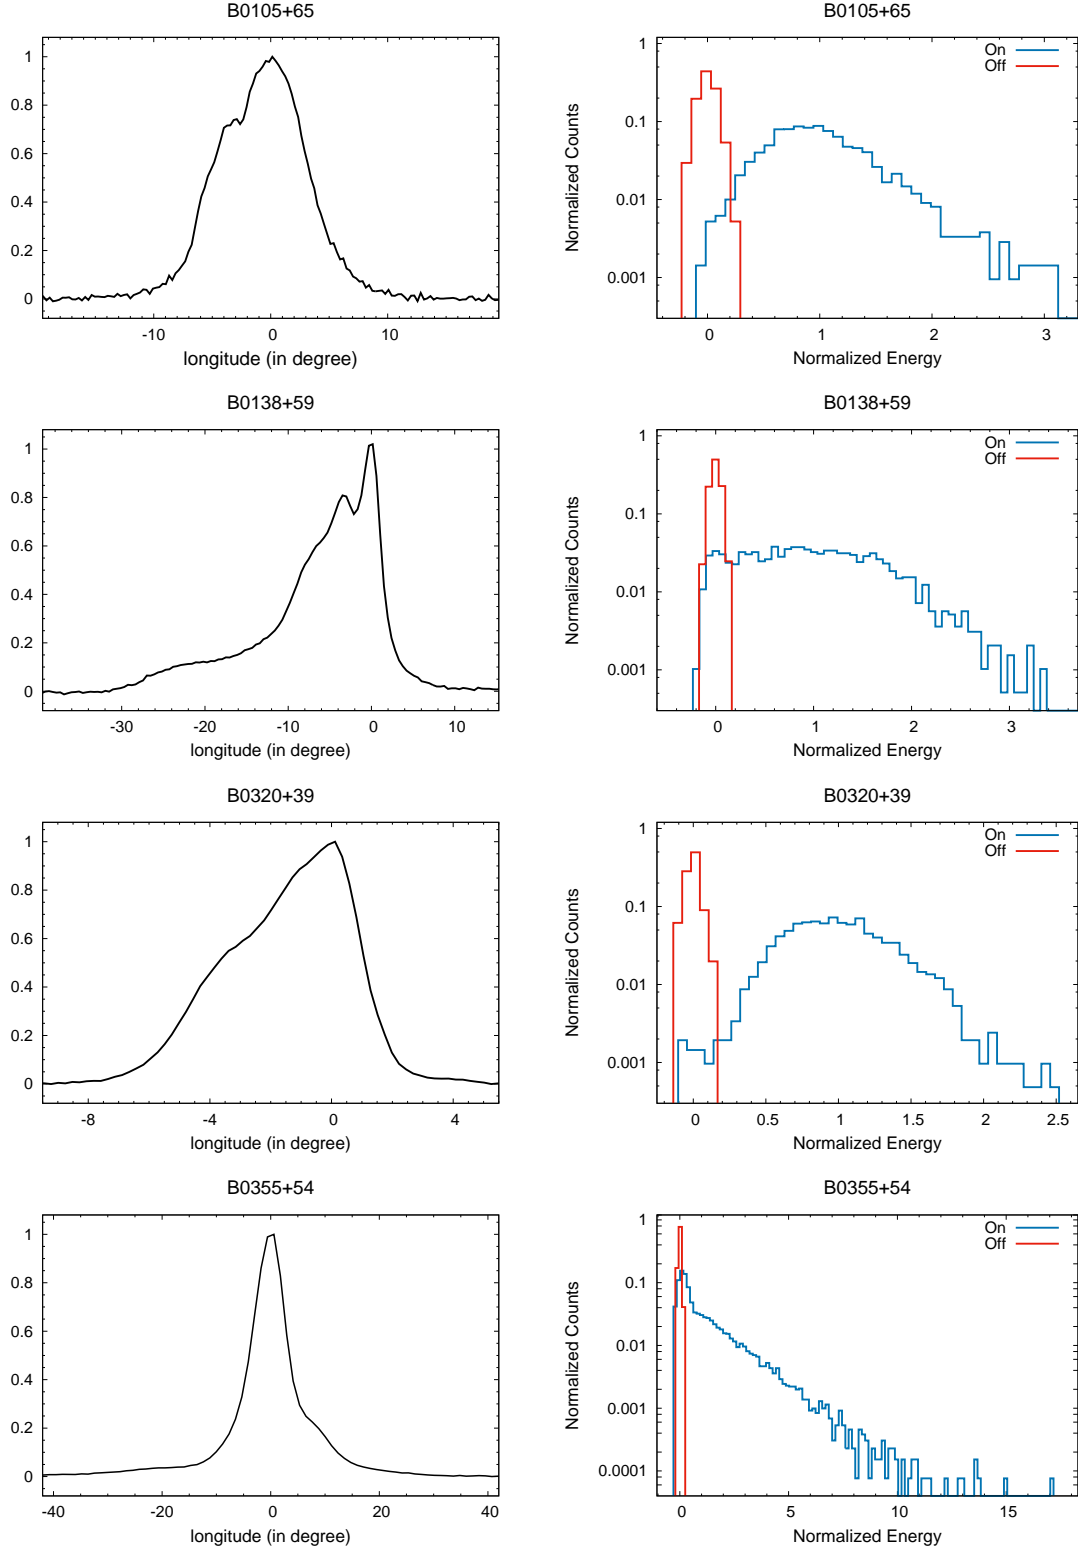 B0105+65
1
0.8
0.6
0.4
0.2
0
-10 0 10
longitude (in degree)
B0105+65
Normalized Counts
1
0.1
0.01
0.001
On
Off
0 1 2 3
Normalized Energy
B0138+59
1
0.8
0.6
0.4
0.2
0
-30 -20 -10 0 10
longitude (in degree)
B0138+59
Normalized Counts
1
0.1
0.01
0.001
On
Off
0 1 2 3
Normalized Energy
B0320+39
1
0.8
0.6
0.4
0.2
0
-8 -4 0 4
longitude (in degree)
B0320+39
Normalized Counts
1
0.1
0.01
0.001
On
Off
0 0.5 1 1.5 2 2.5
Normalized Energy
B0355+54
1
0.8
0.6
0.4
0.2
0
-40 -20 0 20 40
longitude (in degree)
B0355+54
Normalized Counts
1
0.1
0.01
0.001
0.0001
On
Off
0 5 10 15
Normalized Energy